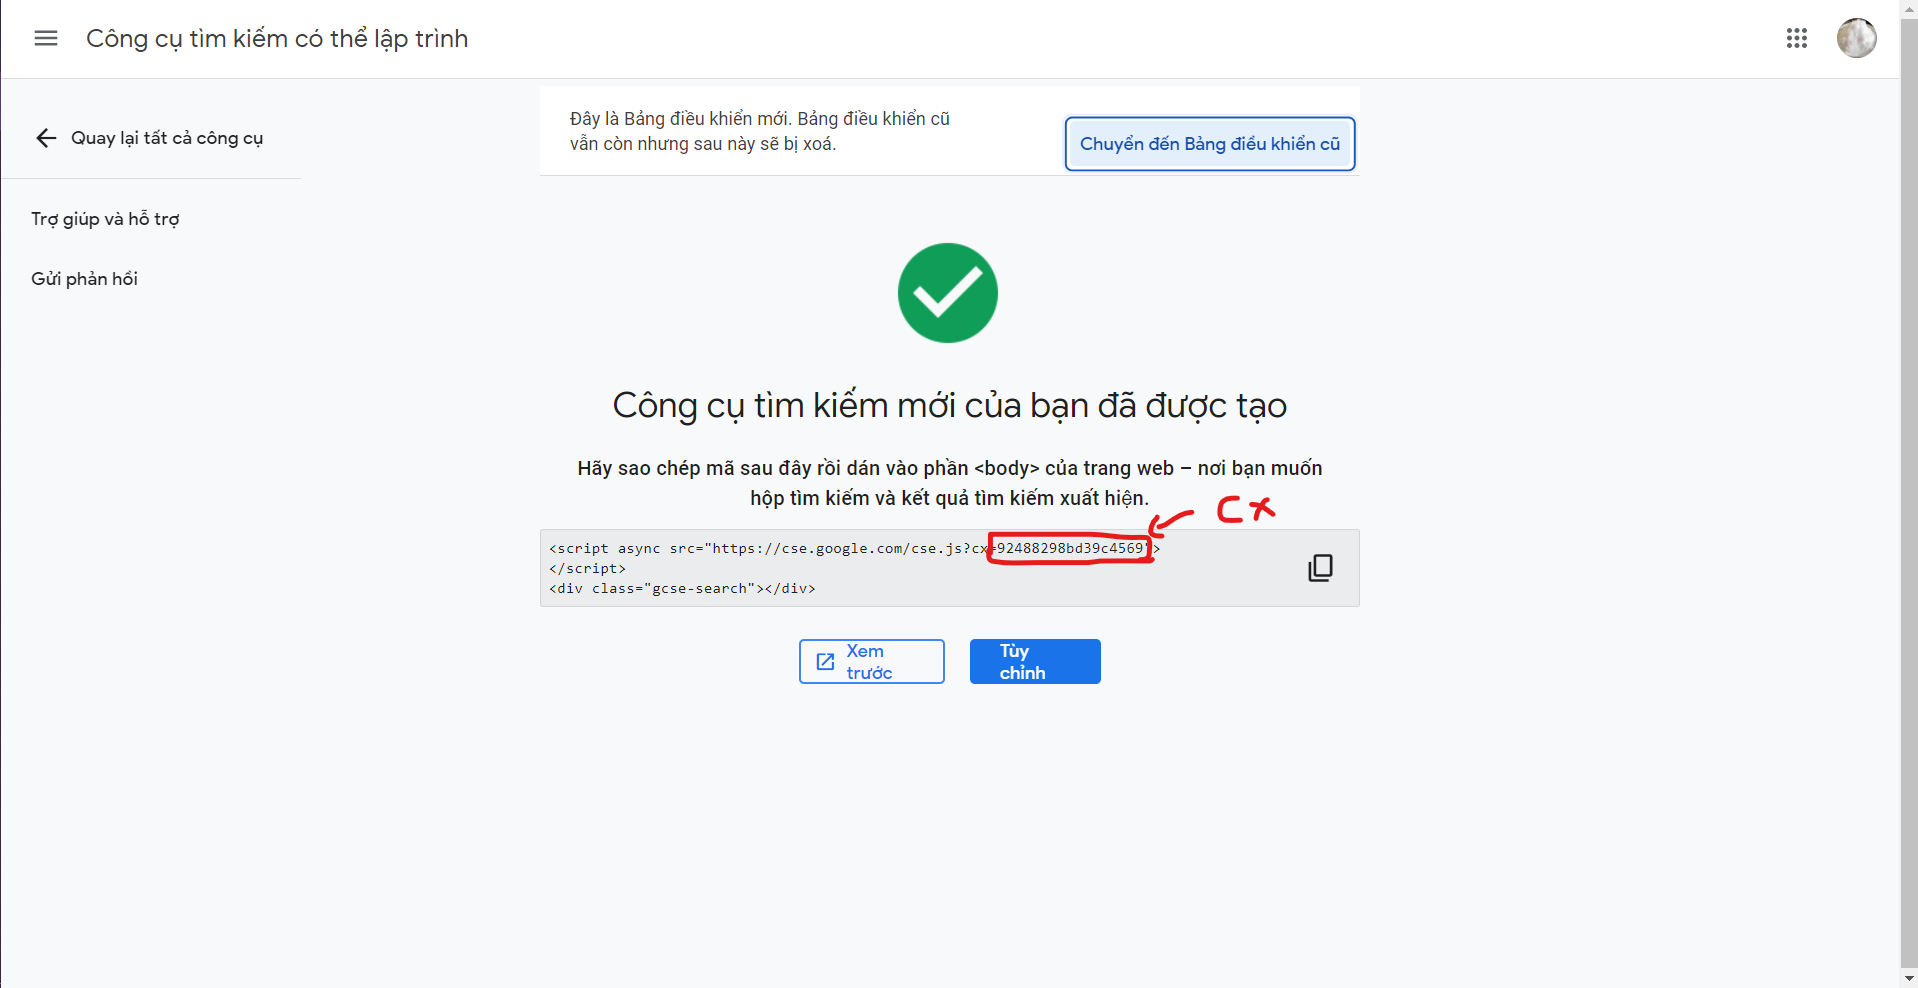 Công cụ tìm kiếm có thể lập trình
Quay lại tất cả công cụ
Trợ giúp và hỗ trợ
Gửi phản hồi
Đây là Bảng điều khiển mới. Bảng điều khiển cũ
vẫn còn nhưng sau này sẽ bị xoá.
Chuyển đến Bảng điều khiển cũ
Công cụ tìm kiếm mới của bạn đã được tạo
Hãy sao chép mã sau đây rồi dán vào phần <body> của trang web – nơi bạn muốn
hộp tìm kiếm và kết quả tìm kiếm xuất hiện.
cx
<script async src="https://cse.google.com/cse.js?cx=92488298bd39c4569">
</script>
<div class="gcse-search"></div>
Xem
trước
Tùy
chỉnh